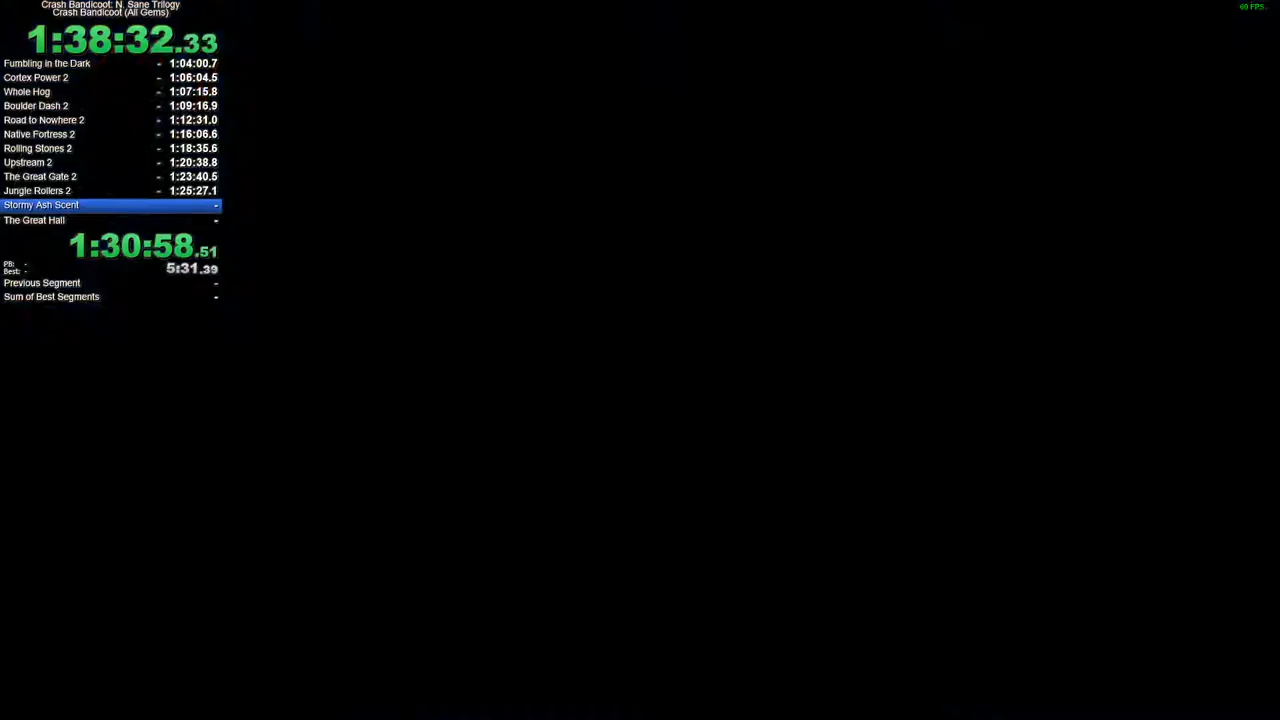 Crash Bandicoot: N. Sane Trilogy
Crash Bandicoot (All Gems)
1:38:32.33
Fumbling in the Dark - 1:04:00.7
Cortex Power 2 - 1:06:04.5
Whole Hog - 1:07:15.8
Boulder Dash 2 - 1:09:16.9
Road to Nowhere 2 - 1:12:31.0
Native Fortress 2 - 1:16:06.6
Rolling Stones 2 - 1:18:35.6
Upstream 2 - 1:20:38.8
The Great Gate 2 - 1:23:40.5
Jungle Rollers 2 - 1:25:27.1
Stormy Ash Scent -
The Great Hall -
1:30:58.51
PB: -
Best: - 5:31.39
Previous Segment -
Sum of Best Segments -
60 FPS